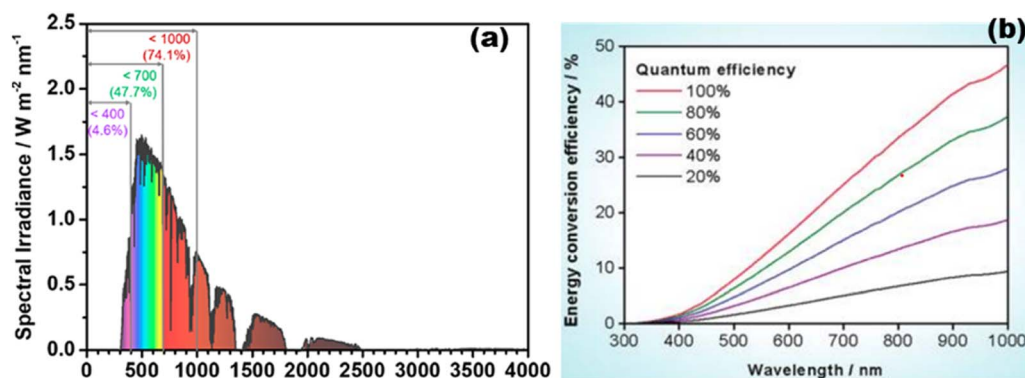 (a)
< 1000
(74.1%)
< 700
(47.7%)
< 400
(4.6%)
Spectral Irradiance / W m⁻² nm⁻¹
2.5
2.0
1.5
1.0
0.5
0.0
0 500 1000 1500 2000 2500 3000 3500 4000
(b)
Quantum efficiency
100%
80%
60%
40%
20%
Energy conversion efficiency / %
50
40
30
20
10
0
300 400 500 600 700 800 900 1000
Wavelength / nm